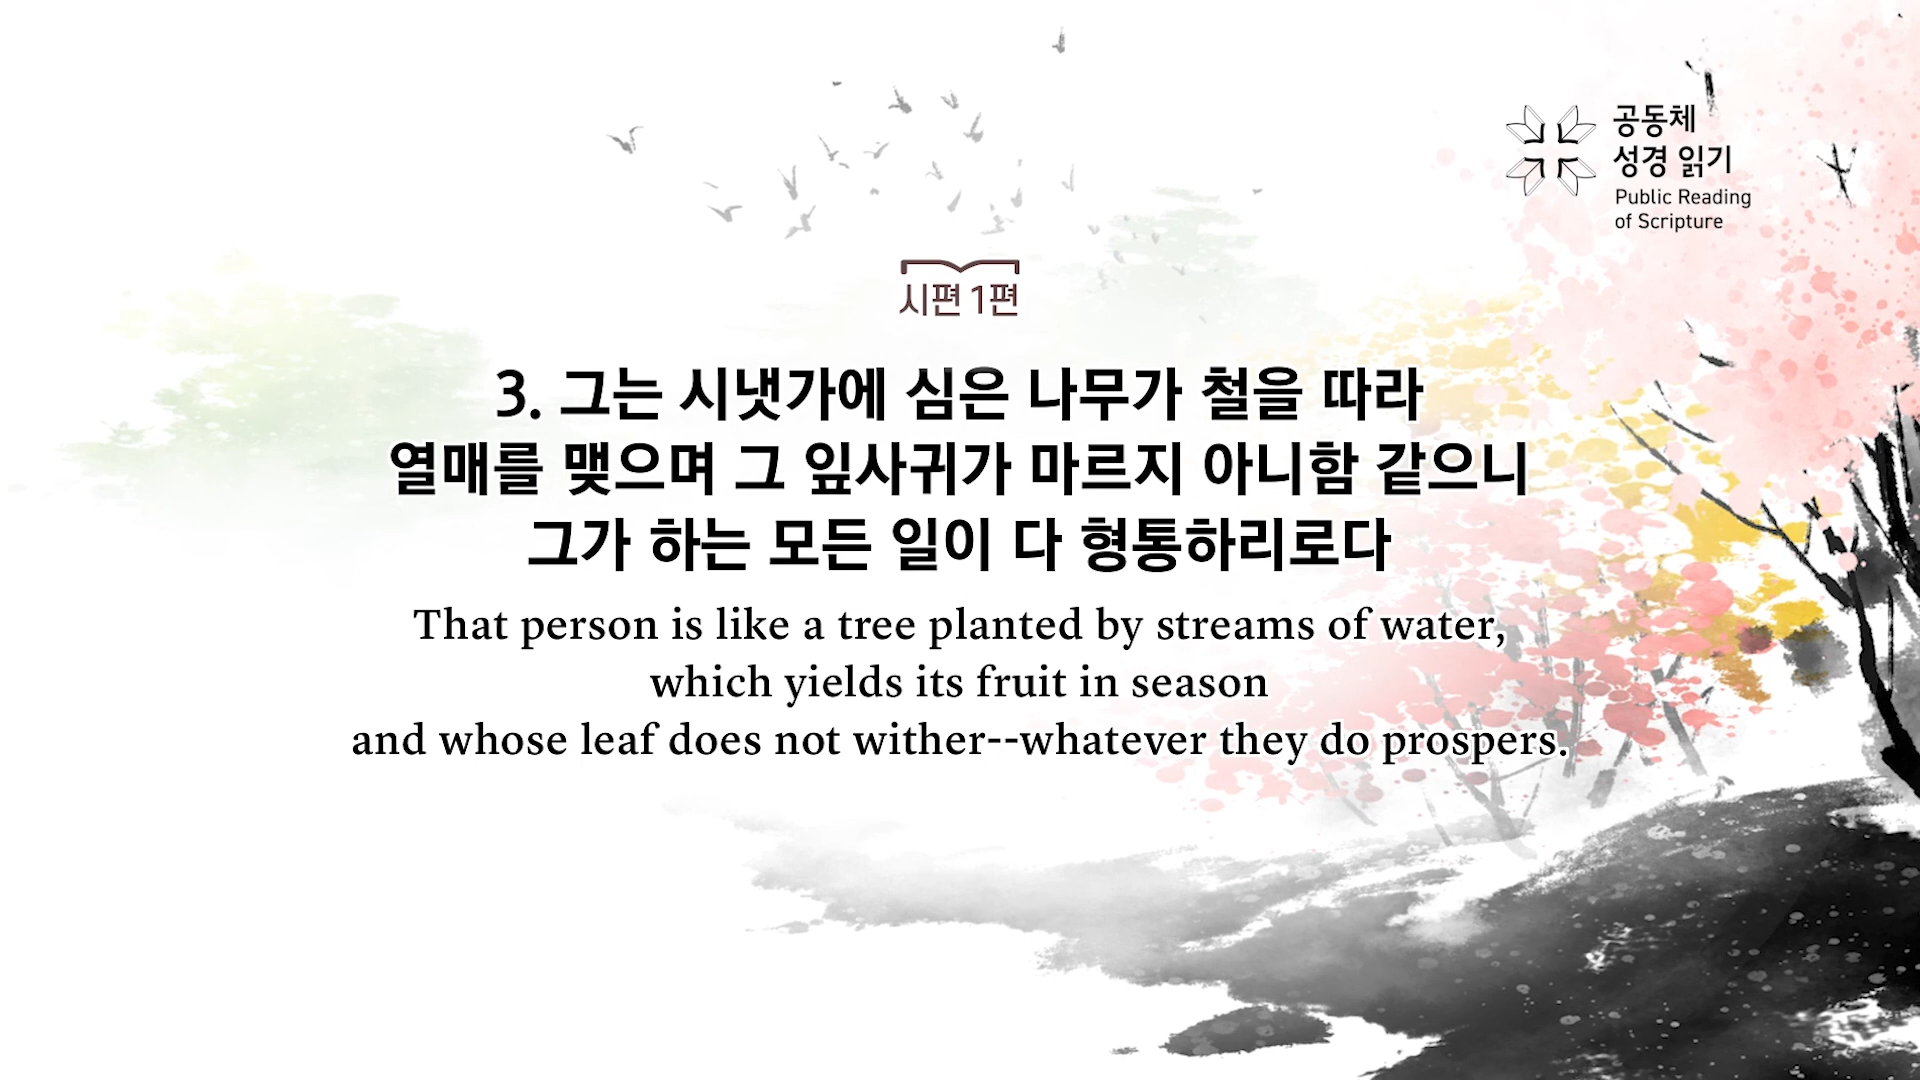 공동체
성경 읽기
Public Reading
of Scripture
시편 1편
3. 그는 시냇가에 심은 나무가 철을 따라
열매를 맺으며 그 잎사귀가 마르지 아니함 같으니
그가 하는 모든 일이 다 형통하리로다
That person is like a tree planted by streams of water,
which yields its fruit in season
and whose leaf does not wither--whatever they do prospers.